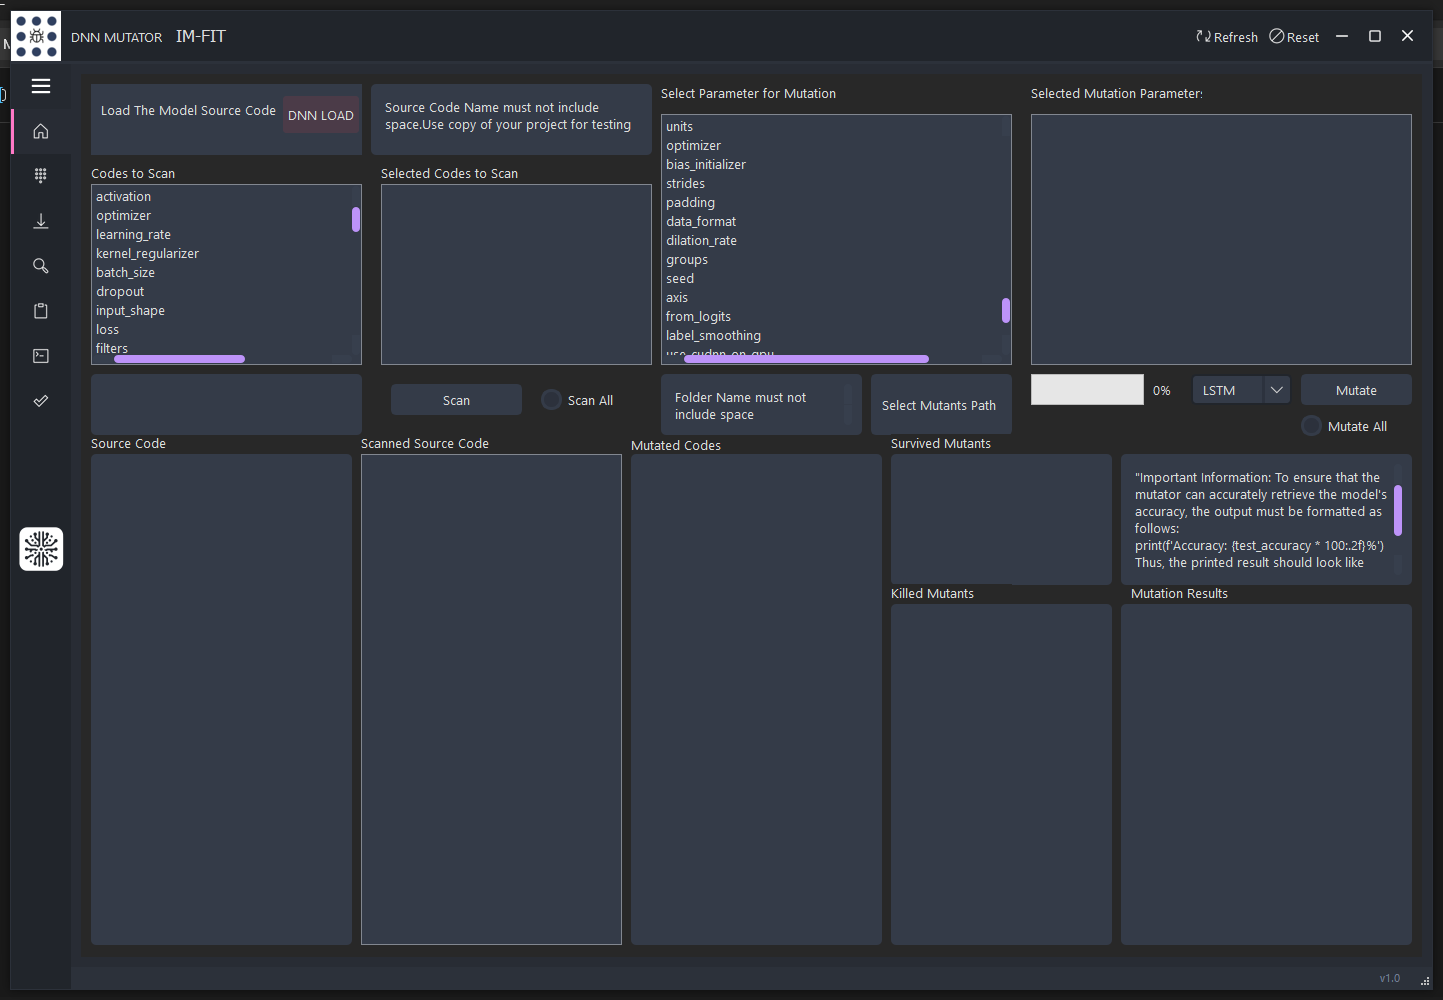 DNN MUTATOR IM-FIT
Refresh Reset
Load The Model Source Code
DNN LOAD
Source Code Name must not include
space.Use copy of your project for testing
Select Parameter for Mutation
Selected Mutation Parameter:
Codes to Scan
activation
optimizer
learning_rate
kernel_regularizer
batch_size
dropout
input_shape
loss
filters
Selected Codes to Scan
units
optimizer
bias_initializer
strides
padding
data_format
dilation_rate
groups
seed
axis
from_logits
label_smoothing
use_cudnn_on_gpu
Scan
Scan All
Folder Name must not
include space
Select Mutants Path
0%
LSTM
Mutate
Mutate All
Source Code
Scanned Source Code
Mutated Codes
Survived Mutants
"Important Information: To ensure that the
mutator can accurately retrieve the model's
accuracy, the output must be formatted as
follows:
print(f'Accuracy: {test_accuracy * 100:.2f}%')
Thus, the printed result should look like
Killed Mutants
Mutation Results
v1.0